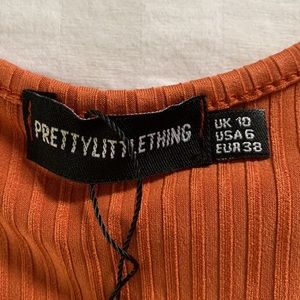 PRETTYLITTLETHING
UK 10
USA 6
EUR 38